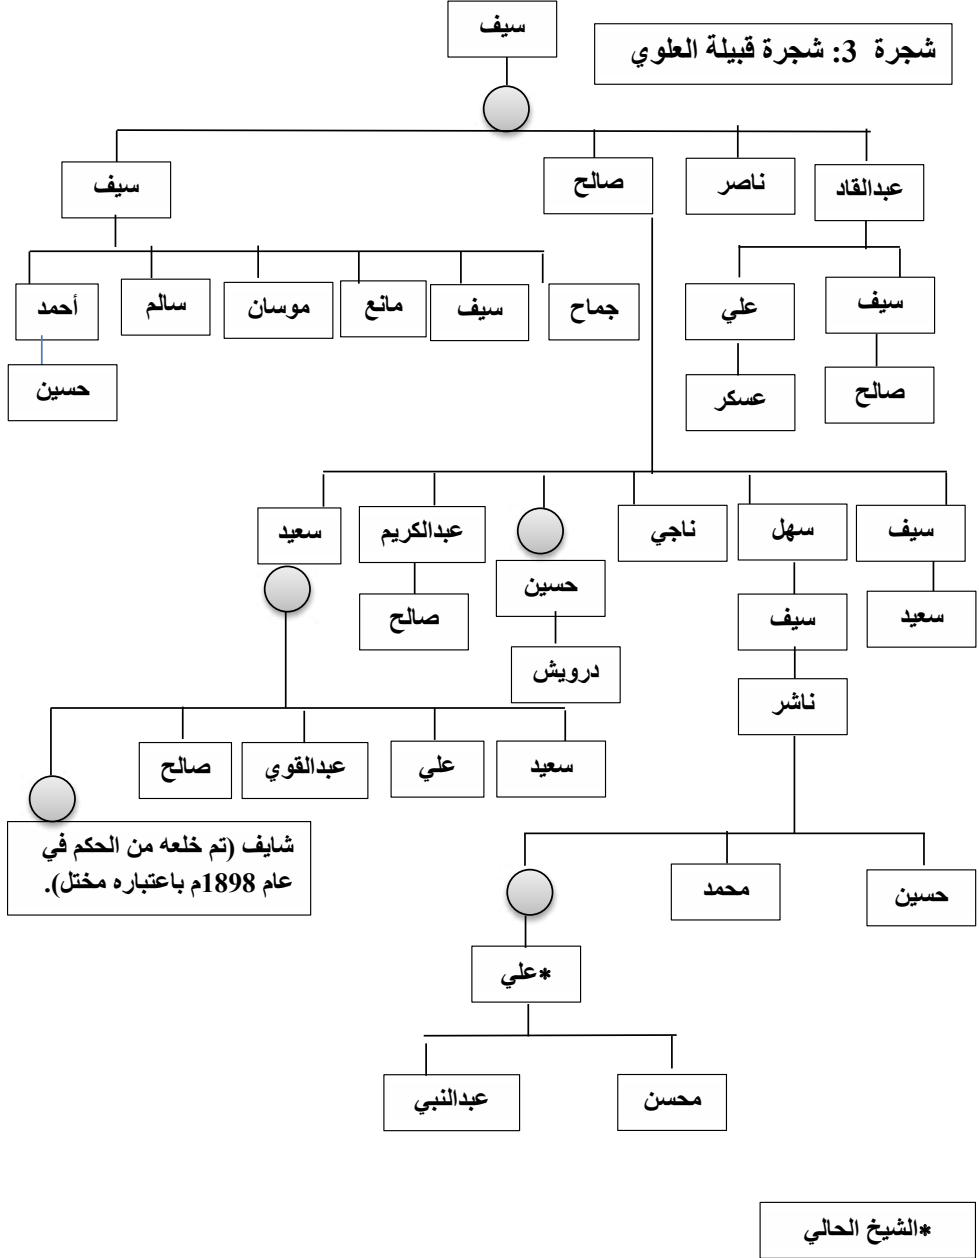 شجرة 3: شجرة قبيلة العلوي
سيف
عبدالقاد
ناصر
صالح
سيف
سيف
علي
جماح
سيف
مانع
موسان
سالم
أحمد
صالح
عسكر
حسين
سيف
سهل
ناجي
حسين
عبدالكريم
سعيد
سعيد
سيف
درويش
صالح
ناشر
سعيد
علي
عبدالقوي
صالح
شايف (تم خلعه من الحكم في
عام 1898م باعتباره مختل).
حسين
محمد
*علي
محسن
عبدالنبي
*الشيخ الحالي